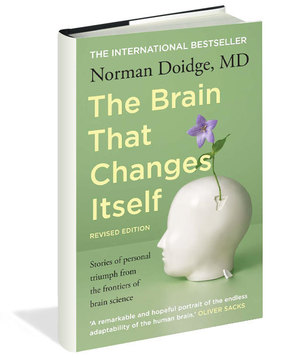 THE INTERNATIONAL BESTSELLER
Norman Doidge, MD
The Brain
That
Changes
Itself
REVISED EDITION
Stories of personal
triumph from
the frontiers of
brain science
‘A remarkable and hopeful portrait of the endless
adaptability of the human brain.’ OLIVER SACKS